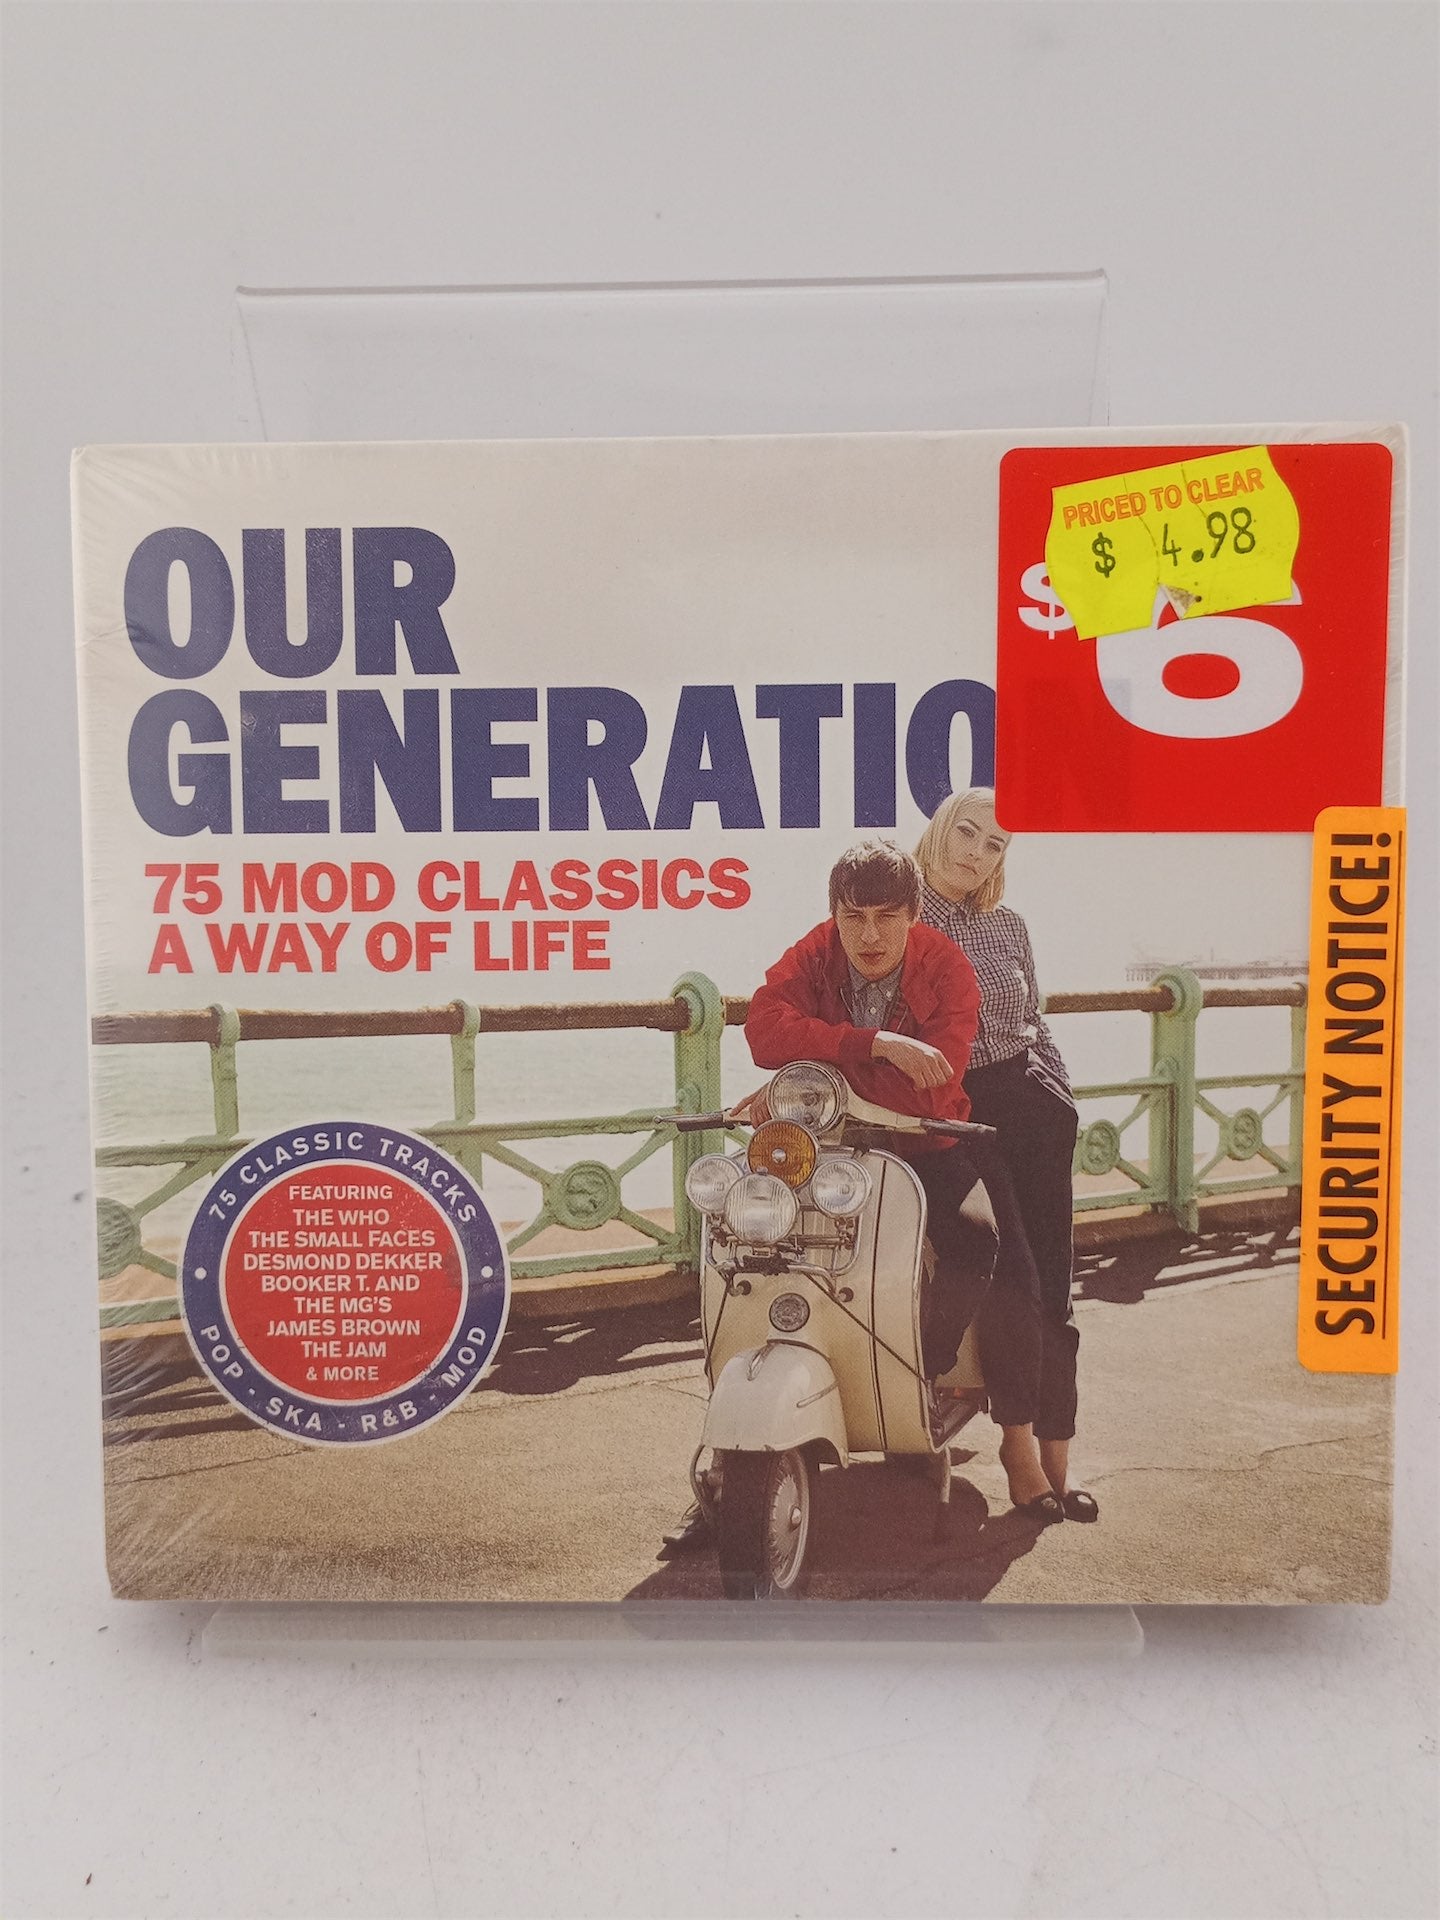 OUR
GENERATIO
75 MOD CLASSICS
A WAY OF LIFE
PRICED TO CLEAR
$ 4.98
$6
SECURITY NOTICE!
75 CLASSIC TRACKS
FEATURING
THE WHO
THE SMALL FACES
DESMOND DEKKER
BOOKER T. AND
THE MG'S
JAMES BROWN
THE JAM
& MORE
POP - SKA - R&B - MOD